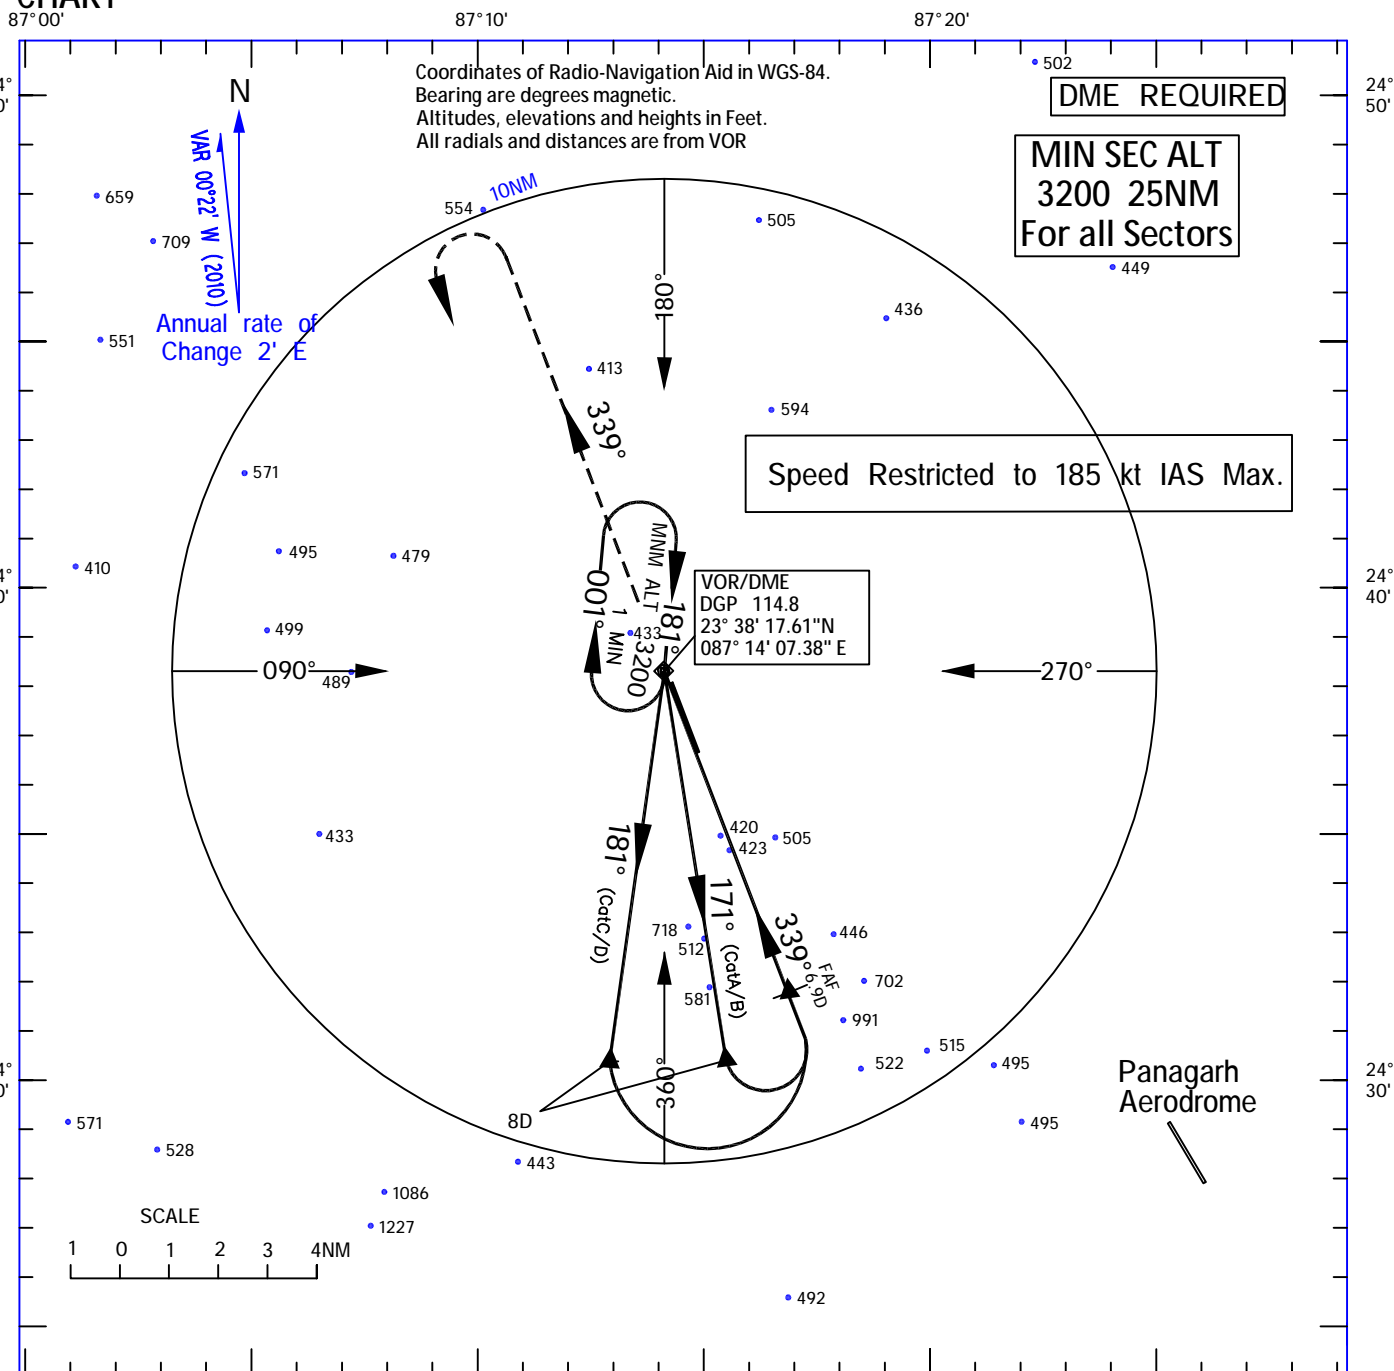 CHART
87°00'
87°10'
87°20'
Coordinates of Radio-Navigation Aid in WGS-84.
Bearing are degrees magnetic.
Altitudes, elevations and heights in Feet.
All radials and distances are from VOR
502
24°
50'
DME REQUIRED
MIN SEC ALT
3200 25NM
For all Sectors
N
VAR 00°22' W (2010)
Annual rate of
Change 2' E
659
709
551
554
10NM
505
449
180°
436
413
594
339°
Speed Restricted to 185 kt IAS Max.
571
495
479
410
499
489
24°
40'
MNM ALT
3200
181°
001°
1 MIN
433
VOR/DME
DGP 114.8
23° 38' 17.61"N
087° 14' 07.38" E
090°
270°
433
420
423
505
181° (CatC/D)
171° (CatA/B)
339°
FAF
6.9D
718
512
581
446
702
991
515
522
495
495
360°
8D
24°
30'
Panagarh
Aerodrome
571
528
443
1086
1227
492
SCALE
1 0 1 2 3 4NM